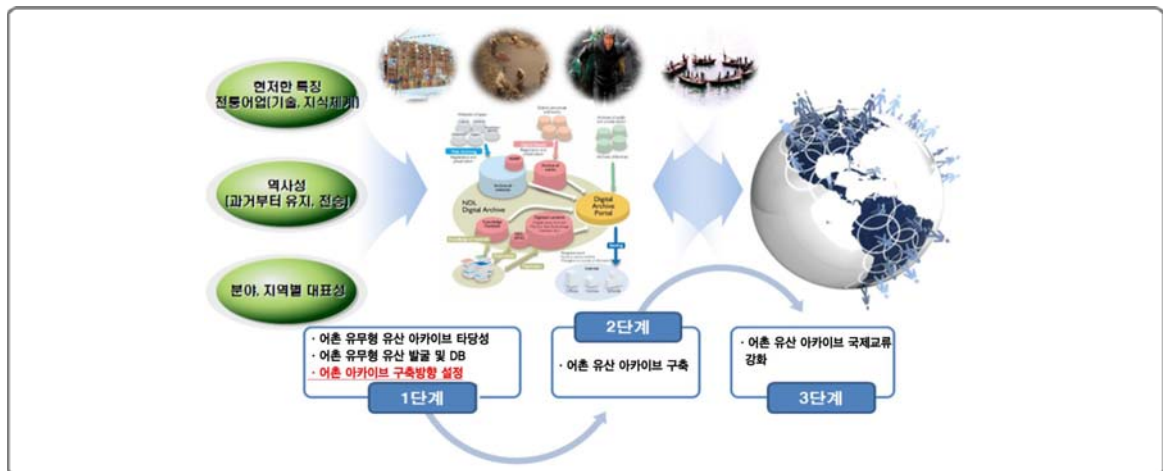 현저한 특징
전통어업(기술, 지식체계)
역사성
(과거부터 유지, 전승)
분야, 지역별 대표성
NDL
Digital Archive
Digital
Archive
Portal
· 어촌 유무형 유산 아카이브 타당성
· 어촌 유무형 유산 발굴 및 DB
· 어촌 아카이브 구축방향 설정
1단계
2단계
· 어촌 유산 아카이브 구축
· 어촌 유산 아카이브 국제교류
강화
3단계